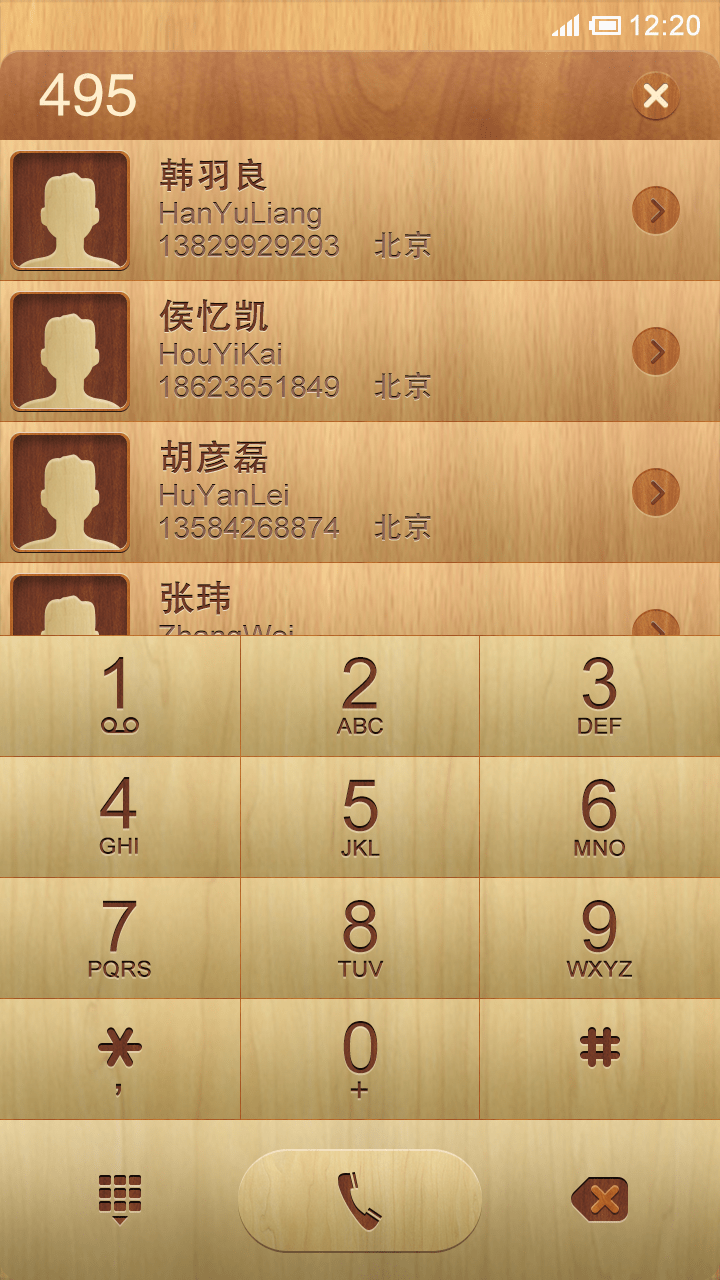 12:20
495
韩羽良
HanYuLiang
13829929293 北京
侯忆凯
HouYiKai
18623651849 北京
胡彦磊
HuYanLei
13584268874 北京
张玮
ZhangWei
1 2 3
ABC DEF
4 5 6
GHI JKL MNO
7 8 9
PQRS TUV WXYZ
* 0 #
, +